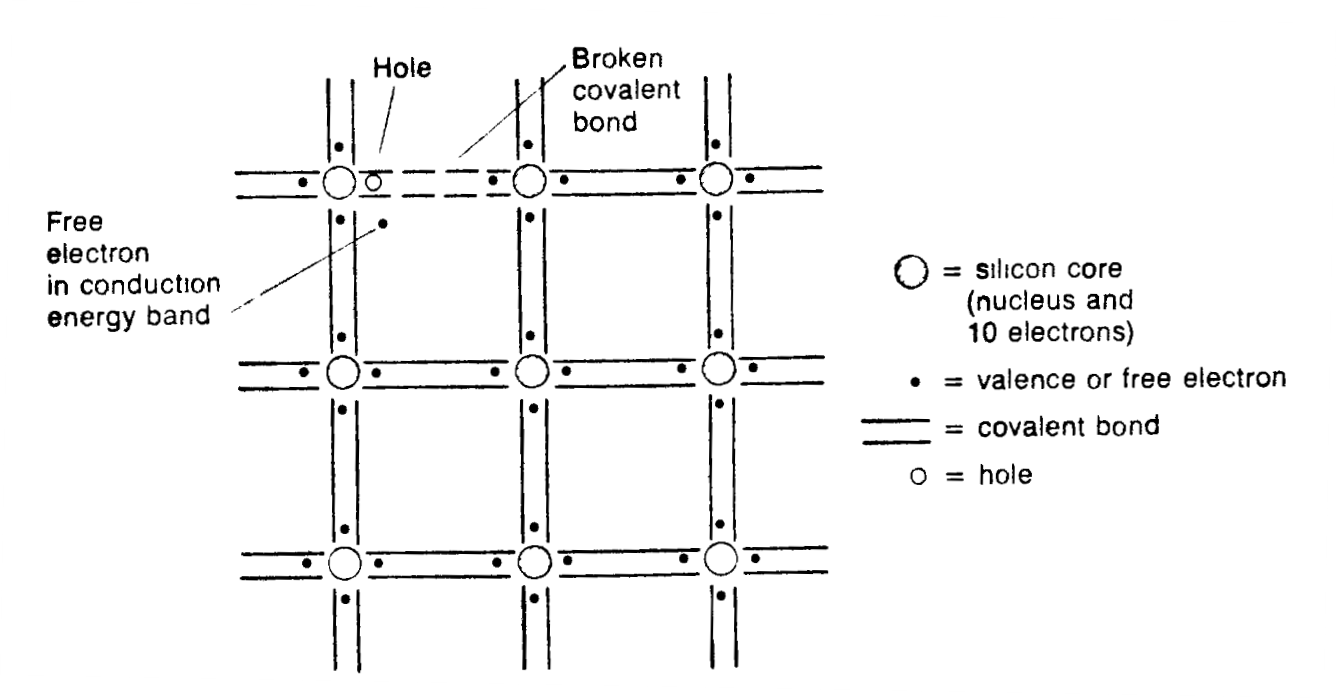 Hole
Broken
covalent
bond
Free
electron
in conduction
energy band
= silicon core
(nucleus and
10 electrons)
= valence or free electron
= covalent bond
= hole